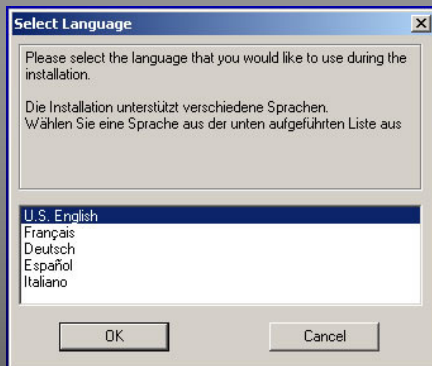 Select Language
Please select the language that you would like to use during the
installation.
Die Installation unterstützt verschiedene Sprachen.
Wählen Sie eine Sprache aus der unten aufgeführten Liste aus
U.S. English
Français
Deutsch
Español
Italiano
OK
Cancel